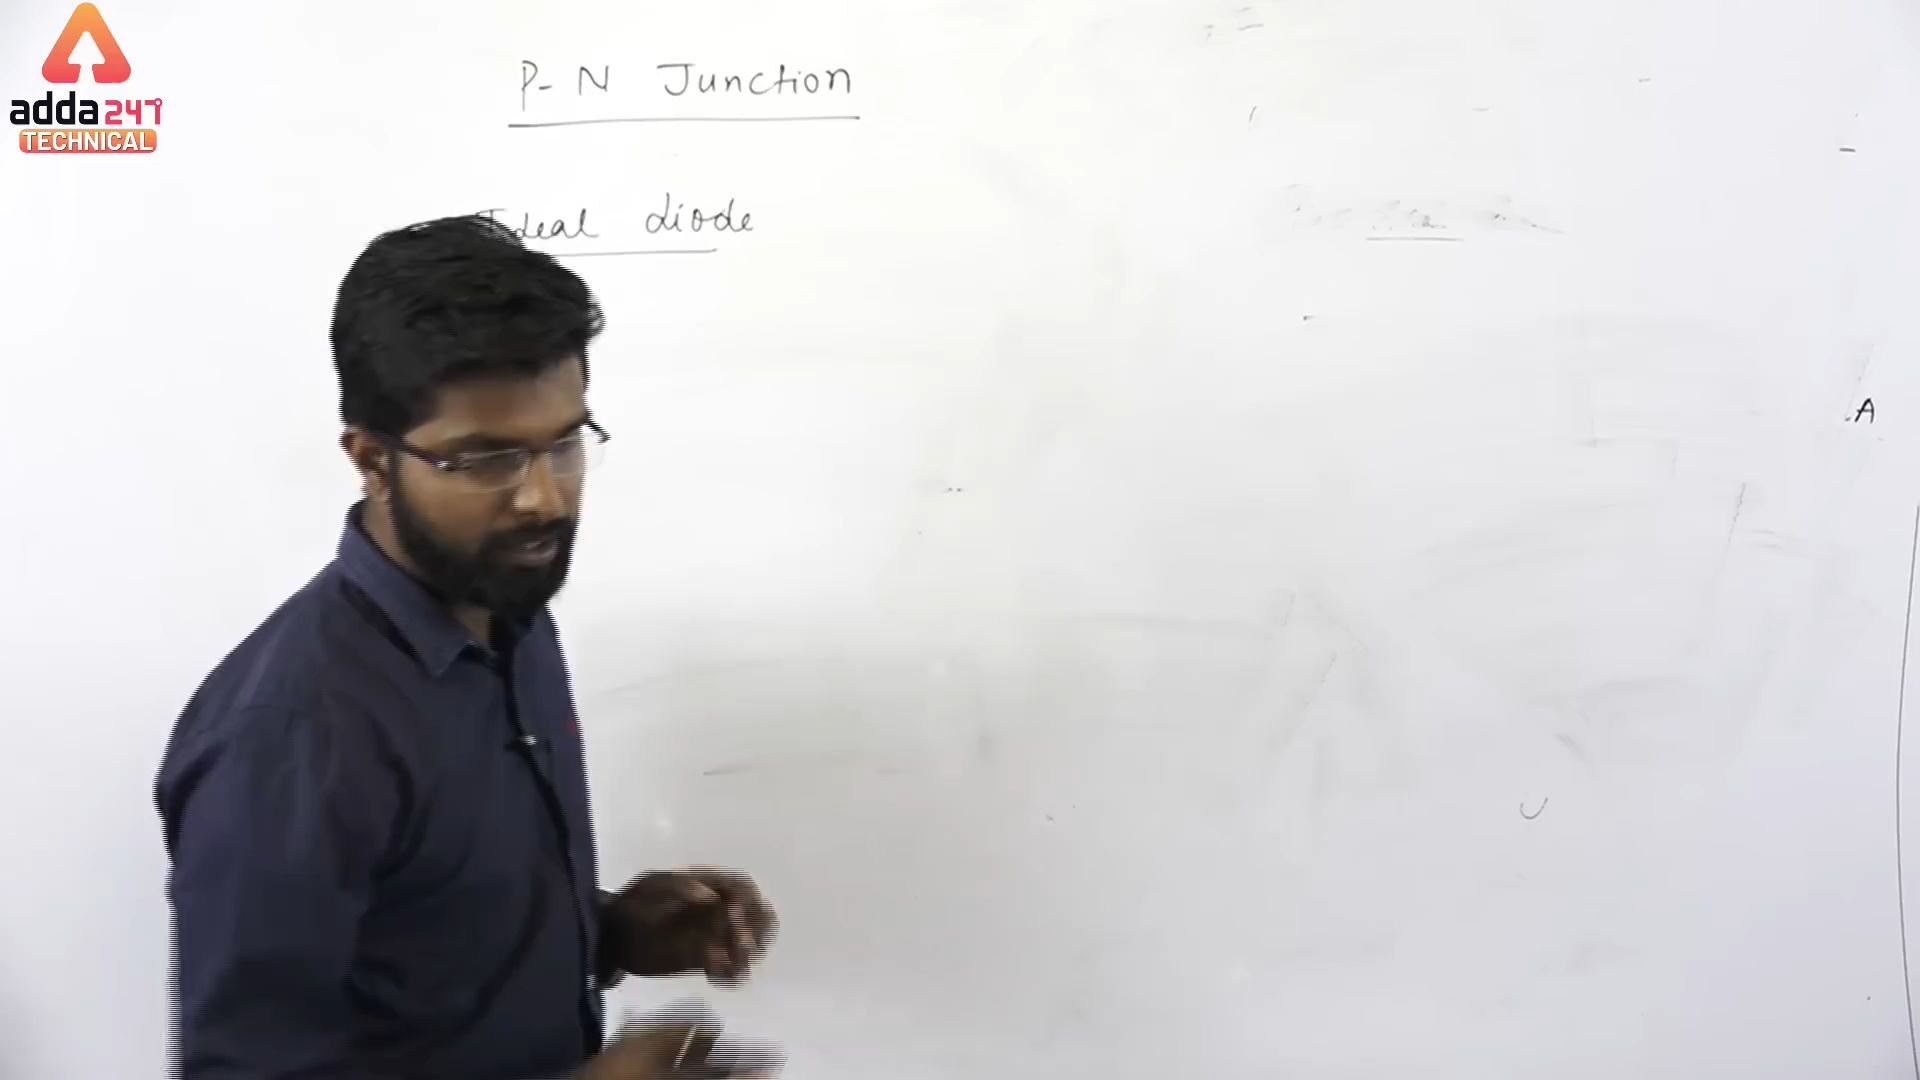 adda247
TECHNICAL
P-N Junction
Ideal diode
A